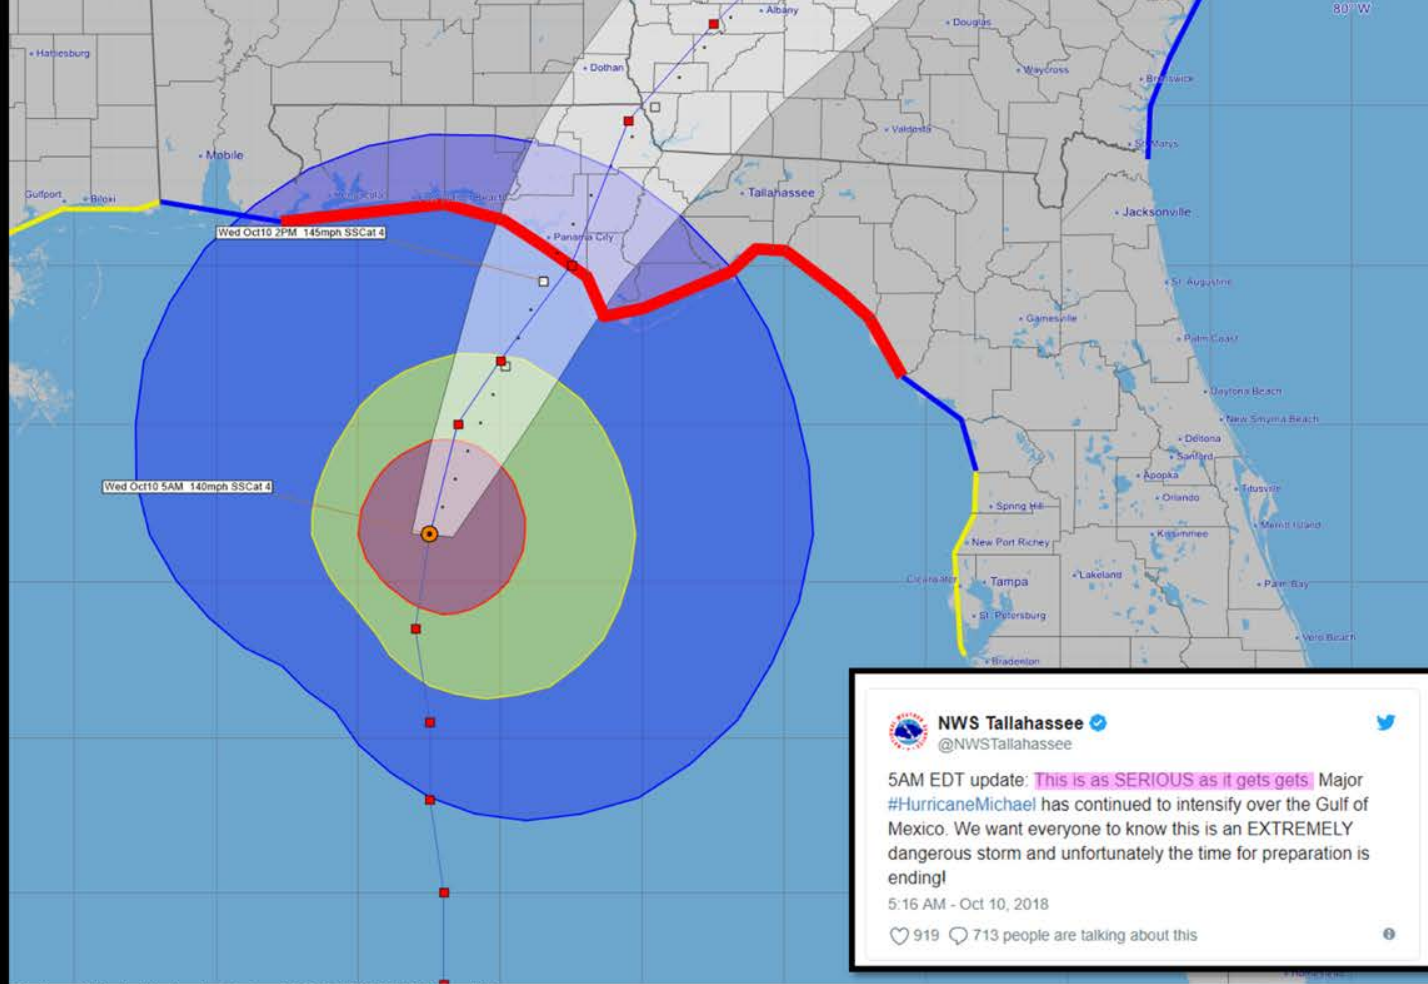 80° W
Albany
Douglas
Hattiesburg
Dothan
Waycross
Brunswick
Valdosta
St. Marys
Mobile
Tallahassee
Gulfport
Biloxi
Jacksonville
Wed Oct10 2PM 145mph SSCat 4
Panama City
St. Augustine
Gainesville
Palm Coast
Daytona Beach
New Smyrna Beach
Deltona
Sanford
Apopka
Wed Oct10 5AM 140mph SSCat 4
Titusville
Orlando
Spring Hill
Merritt Island
Kissimmee
New Port Richey
Lakeland
Clearwater
Tampa
Palm Bay
St. Petersburg
Vero Beach
Bradenton
NWS Tallahassee
@NWSTallahassee
5AM EDT update: This is as SERIOUS as it gets gets. Major
#HurricaneMichael has continued to intensify over the Gulf of
Mexico. We want everyone to know this is an EXTREMELY
dangerous storm and unfortunately the time for preparation is
ending!
5:16 AM - Oct 10, 2018
919 713 people are talking about this